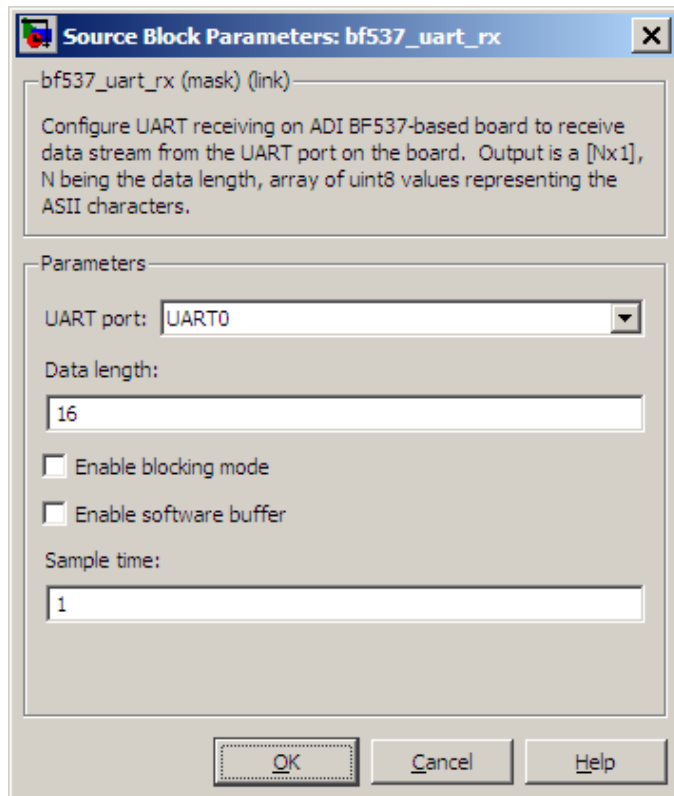 Source Block Parameters: bf537_uart_rx
bf537_uart_rx (mask) (link)
Configure UART receiving on ADI BF537-based board to receive
data stream from the UART port on the board. Output is a [Nx1],
N being the data length, array of uint8 values representing the
ASII characters.
Parameters
UART port: UART0
Data length:
16
Enable blocking mode
Enable software buffer
Sample time:
1
OK Cancel Help